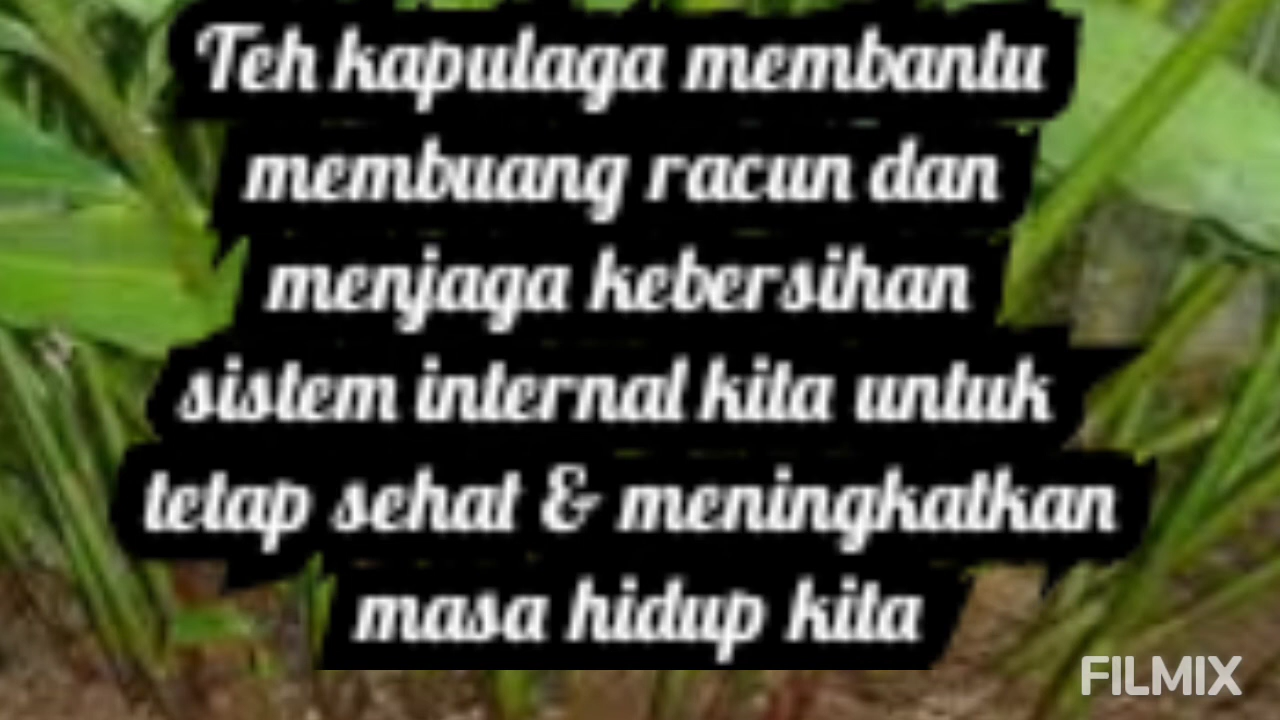 Teh kapulaga membantu
membuang racun dan
menjaga kebersihan
sistem internal kita untuk
tetap sehat & meningkatkan
masa hidup kita
FILMIX